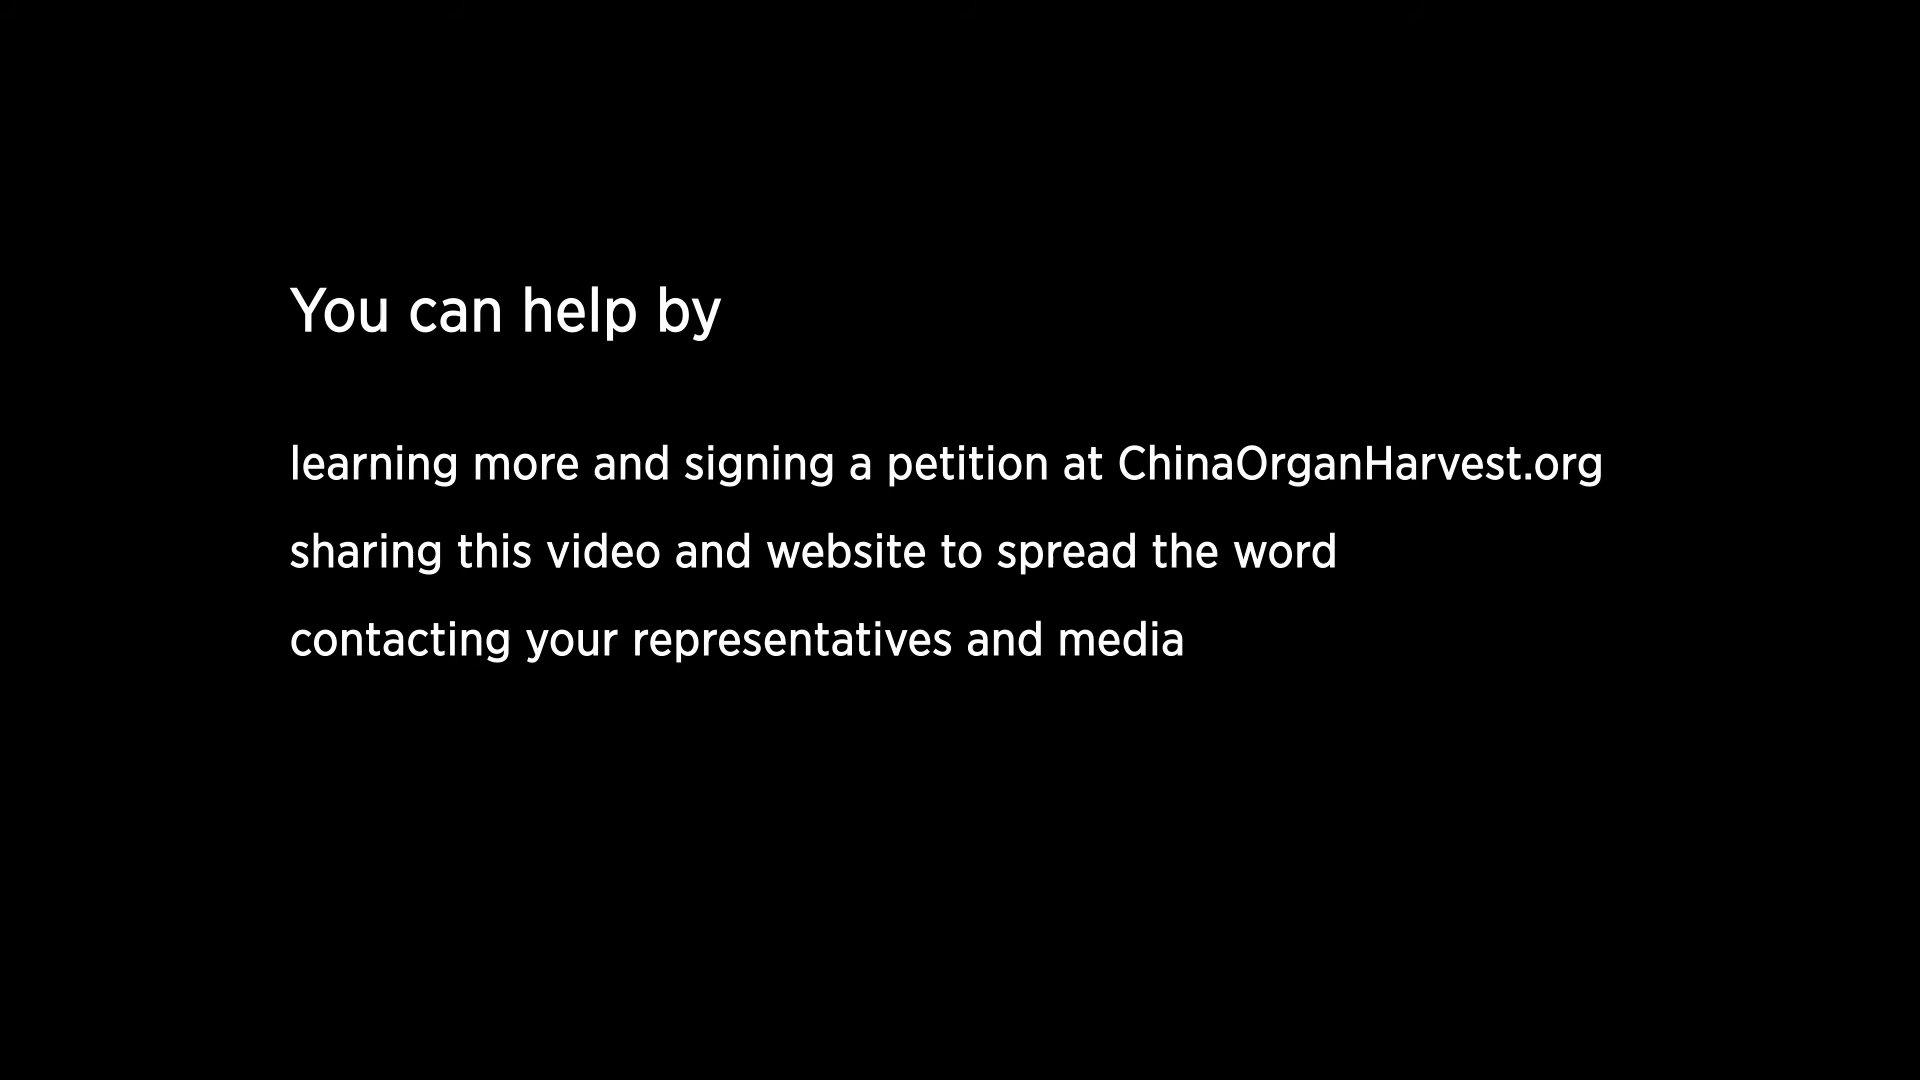 You can help by
learning more and signing a petition at ChinaOrganHarvest.org
sharing this video and website to spread the word
contacting your representatives and media